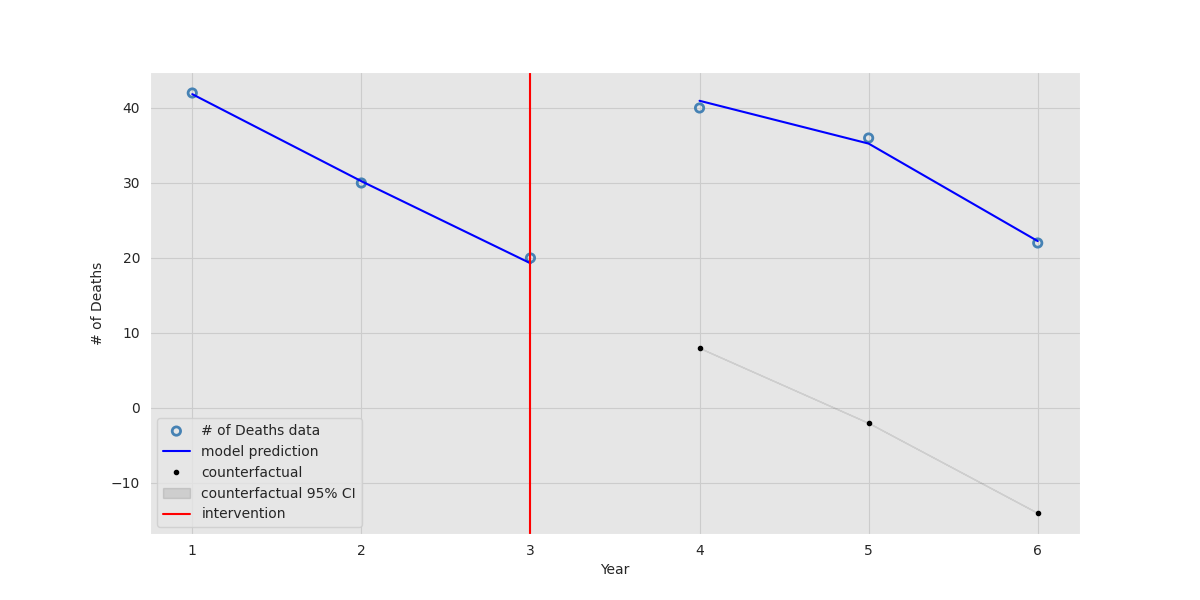 40
30
20
10
0
−10
# of Deaths
# of Deaths data
model prediction
counterfactual
counterfactual 95% CI
intervention
1 2 3 4 5 6
Year